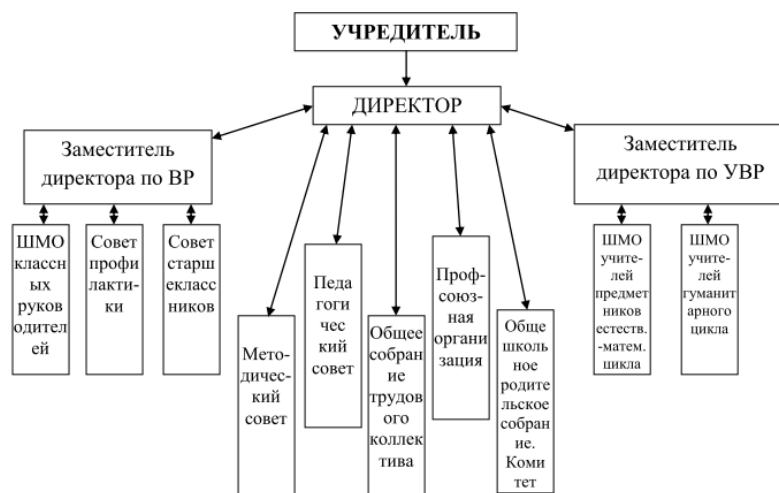 УЧРЕДИТЕЛЬ
ДИРЕКТОР
Заместитель
директора по ВР
Заместитель
директора по УВР
ШМО
классн
ых
руков
одител
ей
Совет
профи
лакти-
ки
Совет
старш
екласс
ников
Мето-
дичес-
кий
совет
Педа
гоги
чес
кий
совет
Общее
собран
ие
трудов
ого
коллек
тива
Проф-
союз-
ная
органи
зация
Обще
школь
ное
родите
льское
собран
ие.
Коми
тет
ШМО
учите-
лей
предмет
ников
естеств.
-матем.
цикла
ШМО
учите-
лей
гуманит
арного
цикла